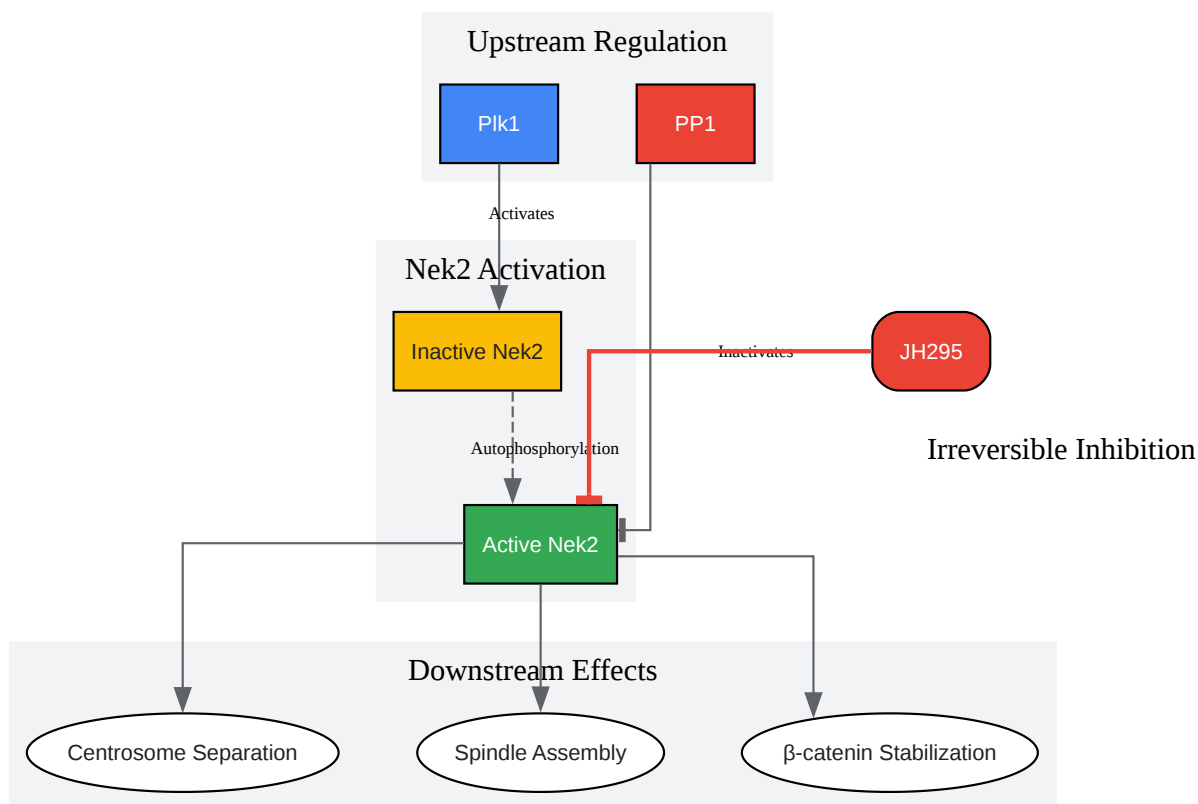 Upstream Regulation
Plk1
PP1
Activates
Nek2 Activation
Inactive Nek2
Inactivates
JH295
Autophosphorylation
Irreversible Inhibition
Active Nek2
Downstream Effects
Centrosome Separation
Spindle Assembly
β-catenin Stabilization